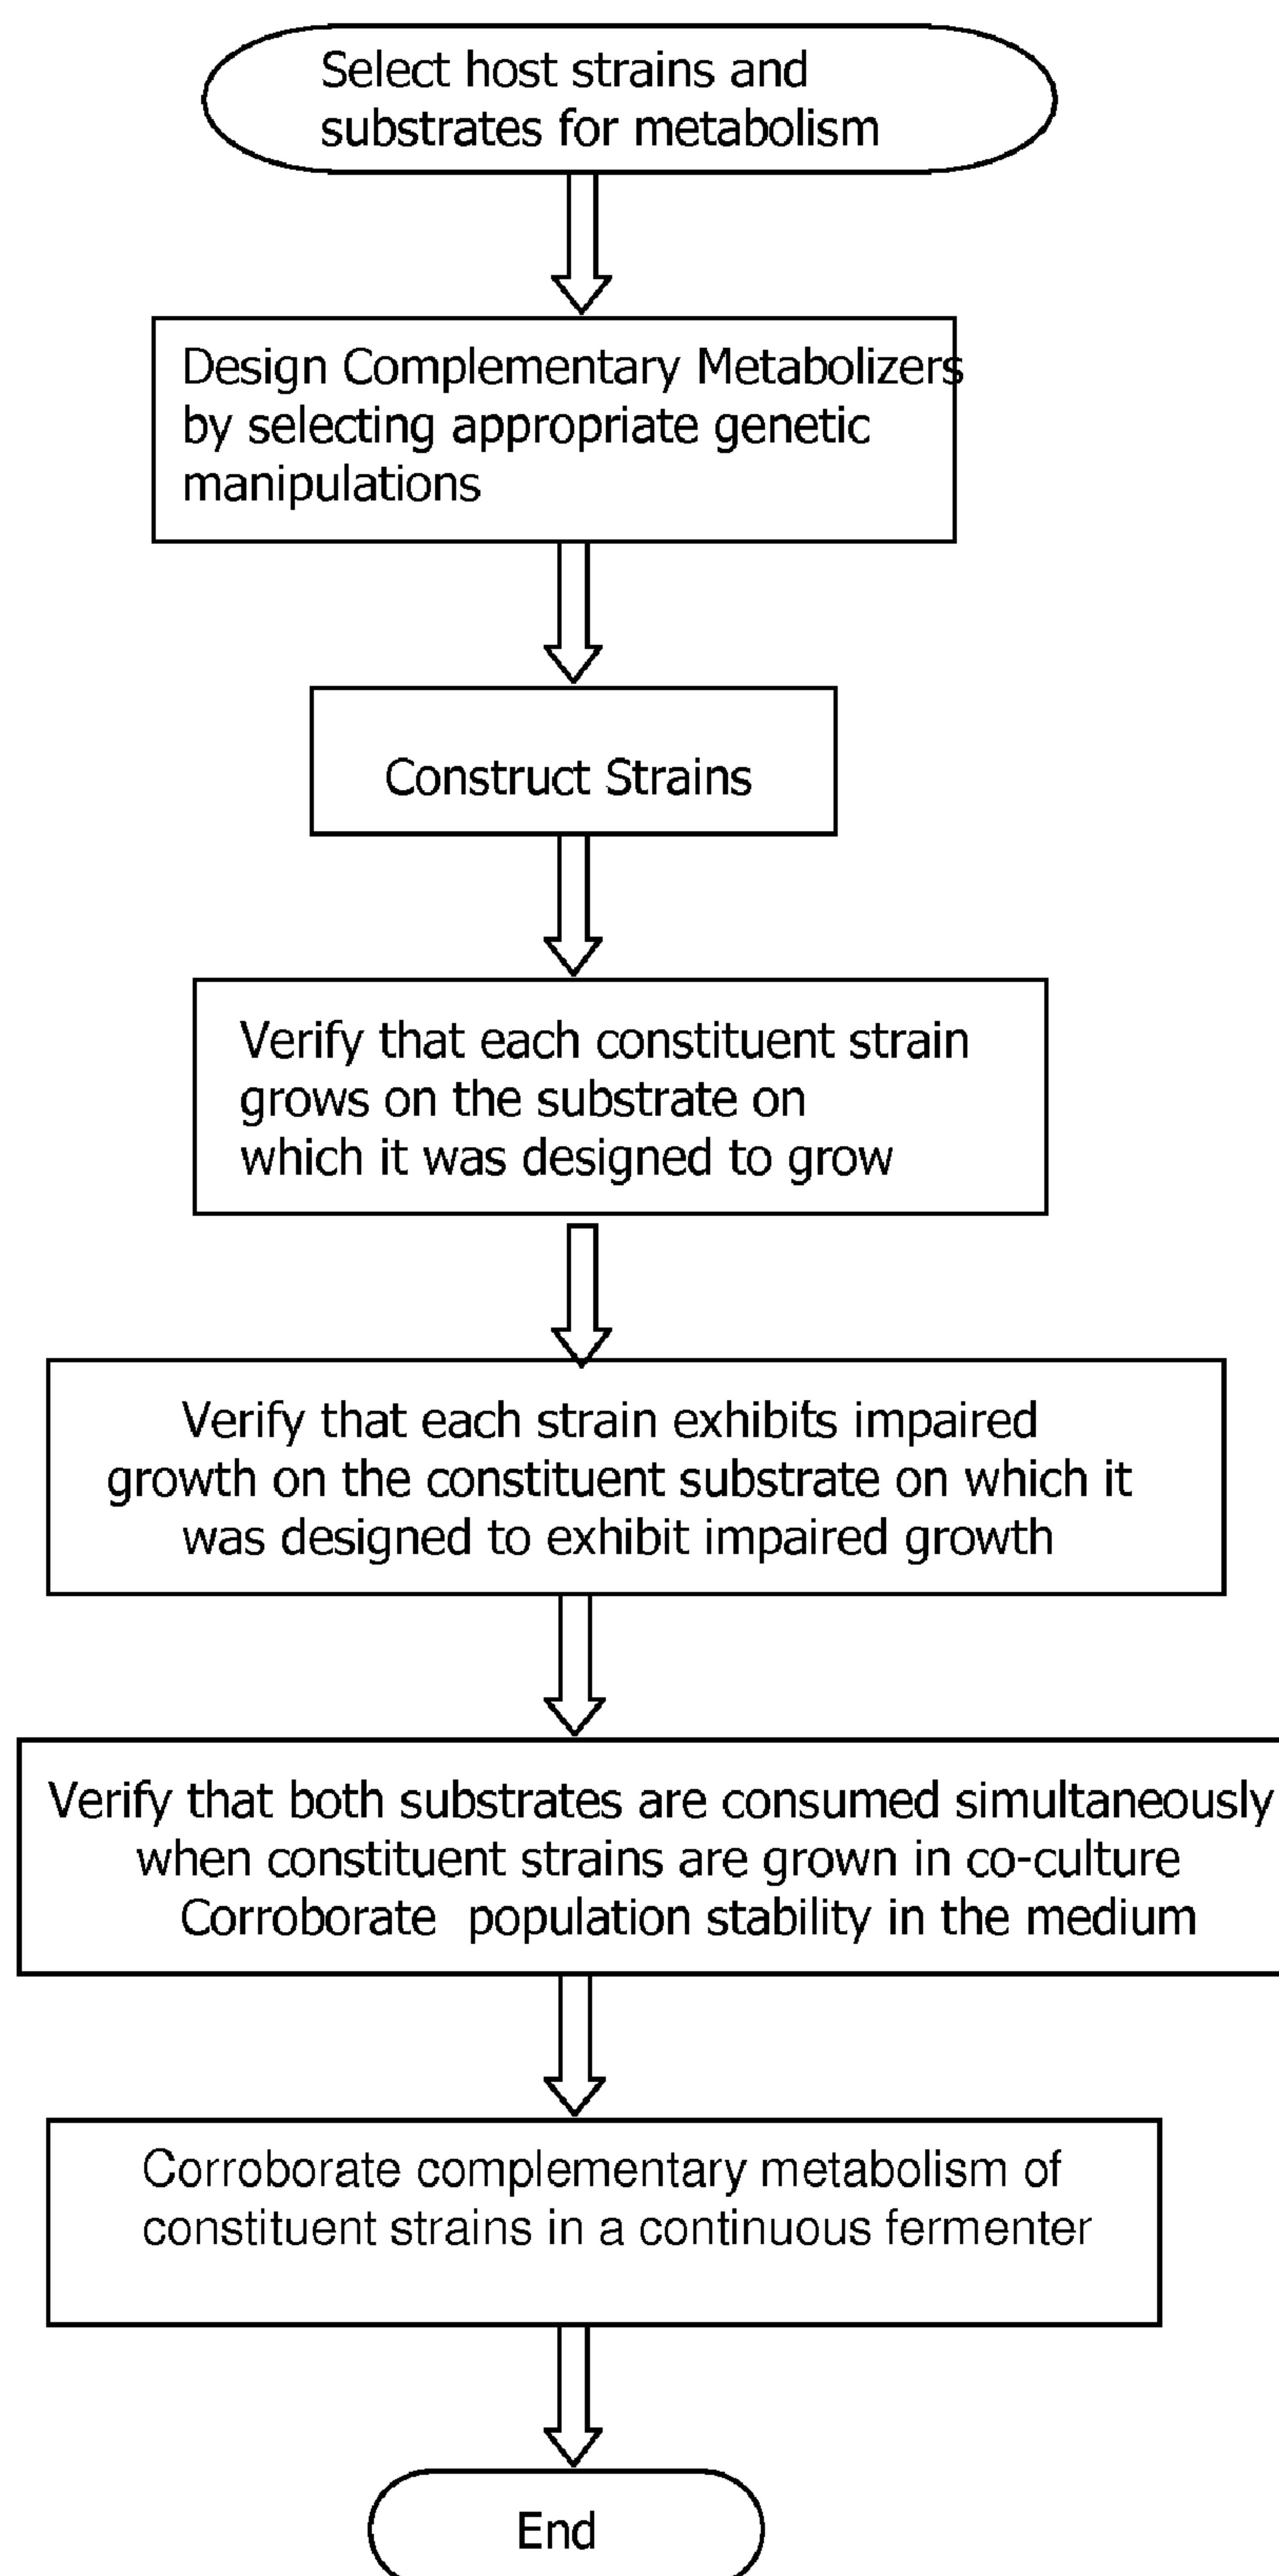 Select host strains and
substrates for metabolism
Design Complementary Metabolizers
by selecting appropriate genetic
manipulations
Construct Strains
Verify that each constituent strain
grows on the substrate on
which it was designed to grow
Verify that each strain exhibits impaired
growth on the constituent substrate on which it
was designed to exhibit impaired growth
Verify that both substrates are consumed simultaneously
when constituent strains are grown in co-culture
Corroborate population stability in the medium
Corroborate complementary metabolism of
constituent strains in a continuous fermenter
End